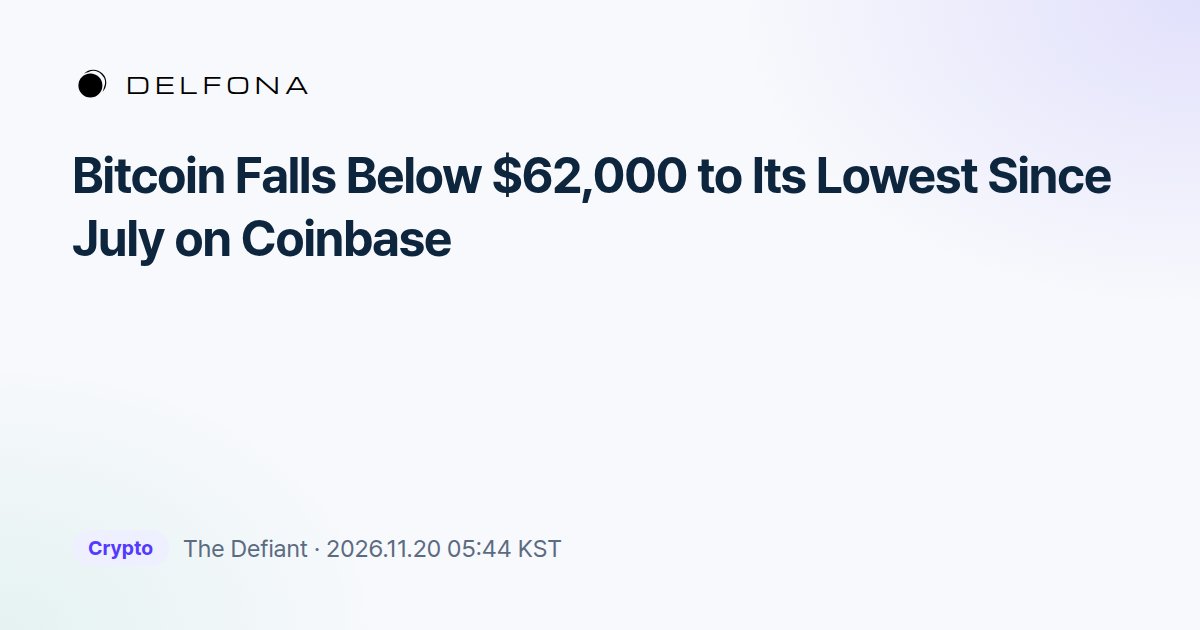 DELFONA
Bitcoin Falls Below $62,000 to Its Lowest Since
July on Coinbase
Crypto The Defiant · 2026.11.20 05:44 KST